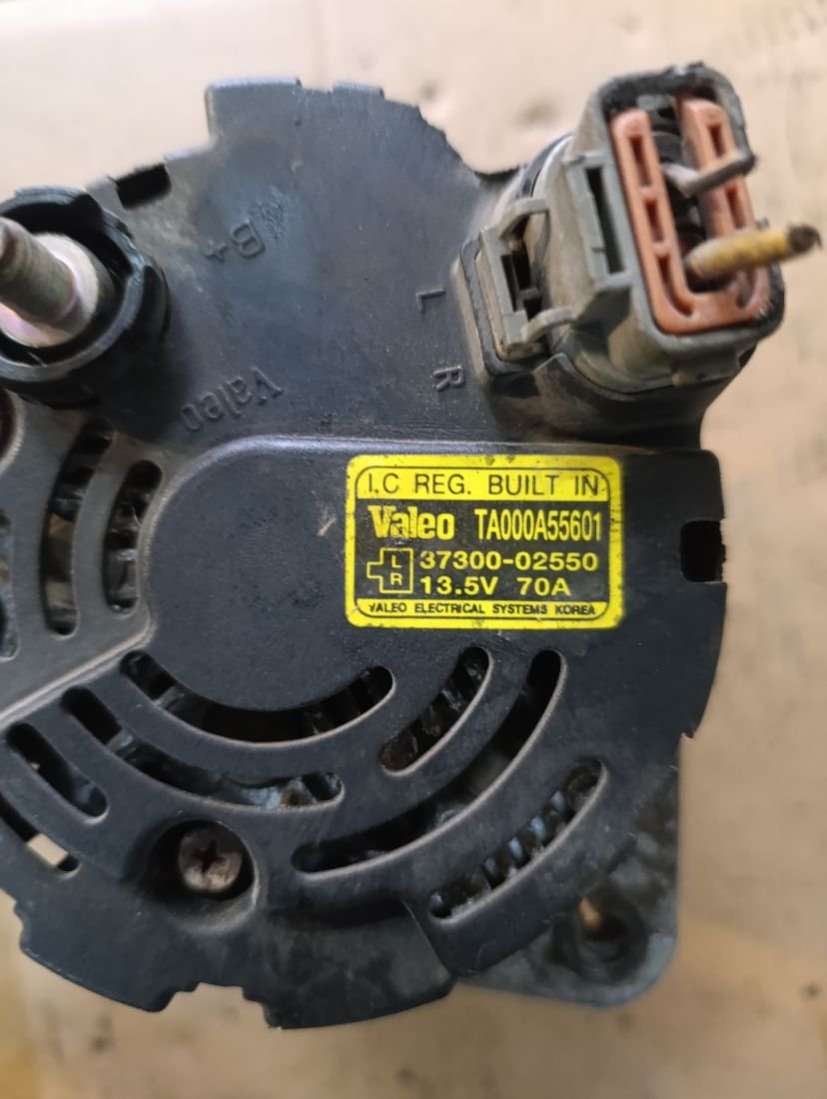 B+
L
R
Valeo
I.C REG. BUILT IN
Valeo TA000A55601
L R 37300-02550
13.5V 70A
VALEO ELECTRICAL SYSTEMS KOREA